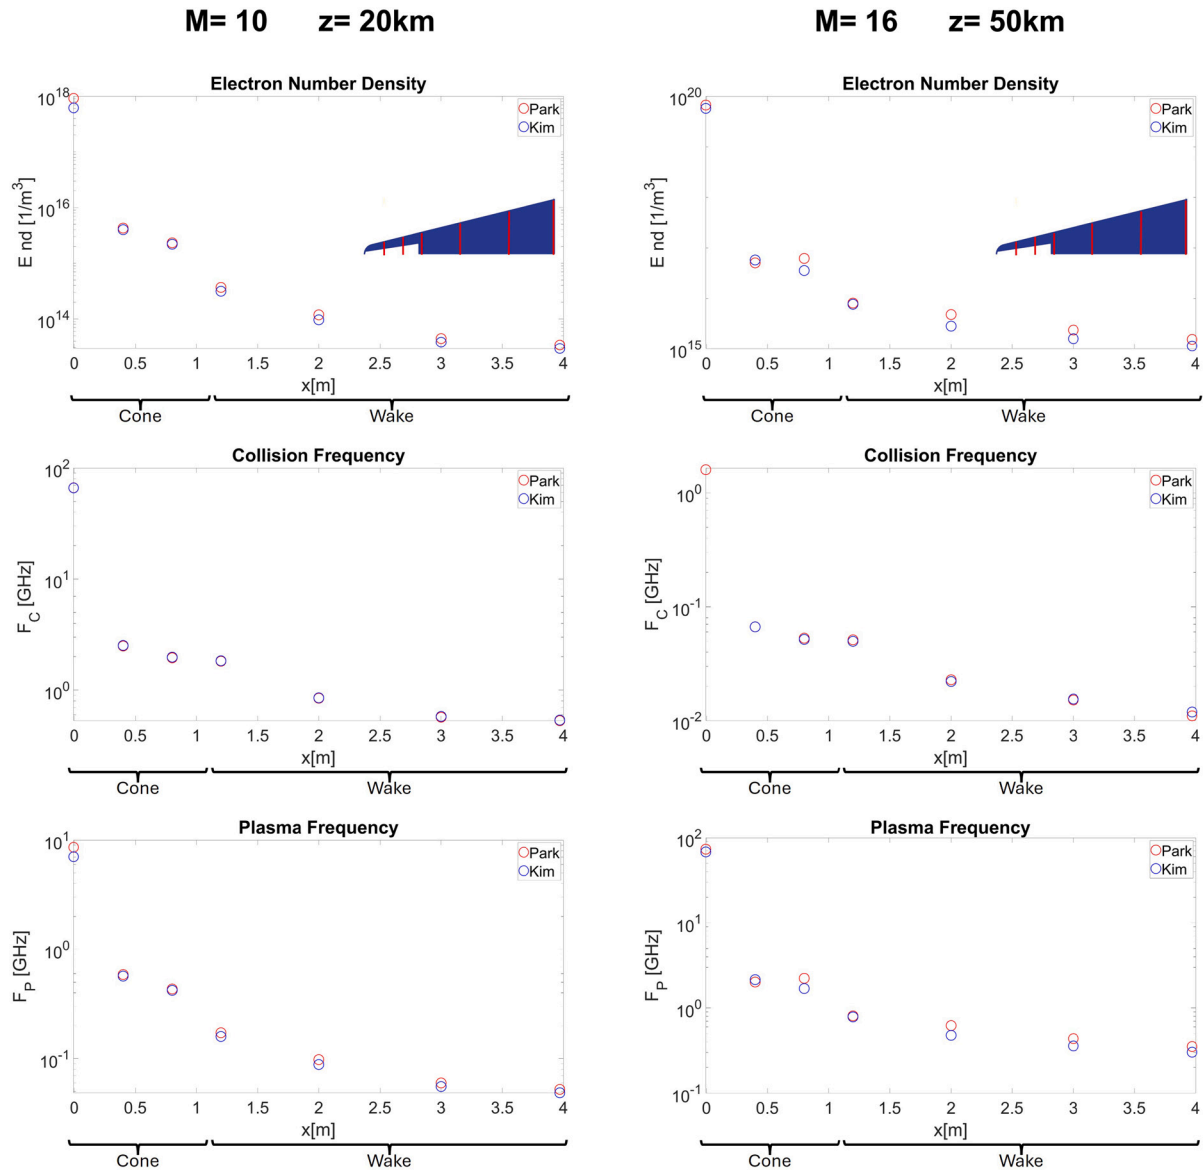 M= 10 z= 20km
M= 16 z= 50km
Electron Number Density
10^18
10^16
10^14
E nd [1/m^3]
Park
Kim
0 0.5 1 1.5 2 2.5 3 3.5 4
x[m]
Cone Wake
Electron Number Density
10^20
10^15
E nd [1/m^3]
Park
Kim
0 0.5 1 1.5 2 2.5 3 3.5 4
x[m]
Cone Wake
Collision Frequency
10^2
10^1
10^0
F_C [GHz]
Park
Kim
0 0.5 1 1.5 2 2.5 3 3.5 4
x[m]
Cone Wake
Collision Frequency
10^0
10^-1
10^-2
F_C [GHz]
Park
Kim
0 0.5 1 1.5 2 2.5 3 3.5 4
x[m]
Cone Wake
Plasma Frequency
10^1
10^0
10^-1
F_P [GHz]
Park
Kim
0 0.5 1 1.5 2 2.5 3 3.5 4
x[m]
Cone Wake
Plasma Frequency
10^2
10^1
10^0
10^-1
F_P [GHz]
Park
Kim
0 0.5 1 1.5 2 2.5 3 3.5 4
x[m]
Cone Wake